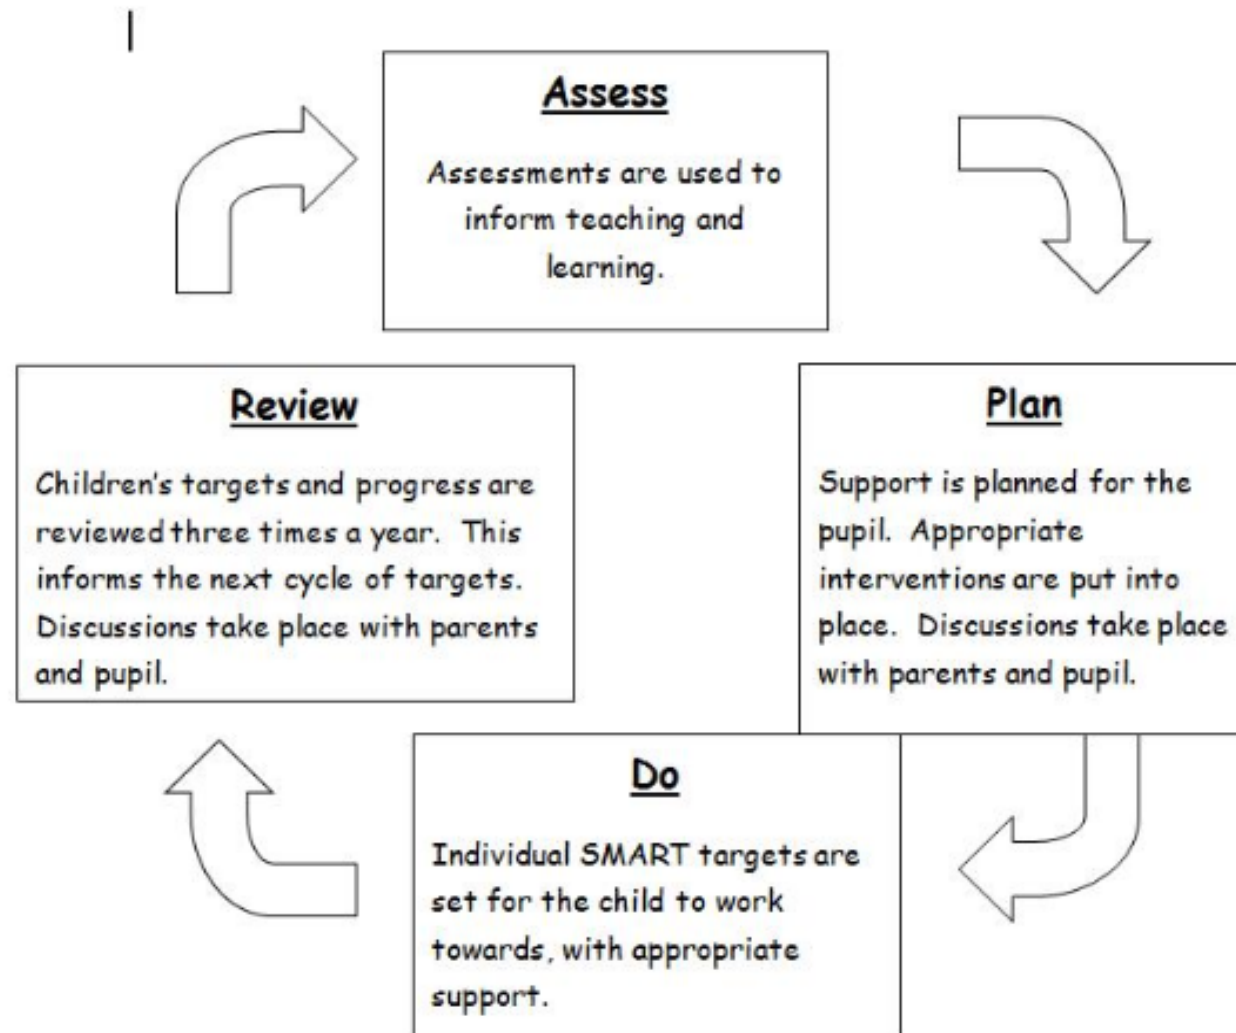 Assess
Assessments are used to
inform teaching and
learning.
Review
Children's targets and progress are
reviewed three times a year. This
informs the next cycle of targets.
Discussions take place with parents
and pupil.
Plan
Support is planned for the
pupil. Appropriate
interventions are put into
place. Discussions take place
with parents and pupil.
Do
Individual SMART targets are
set for the child to work
towards, with appropriate
support.